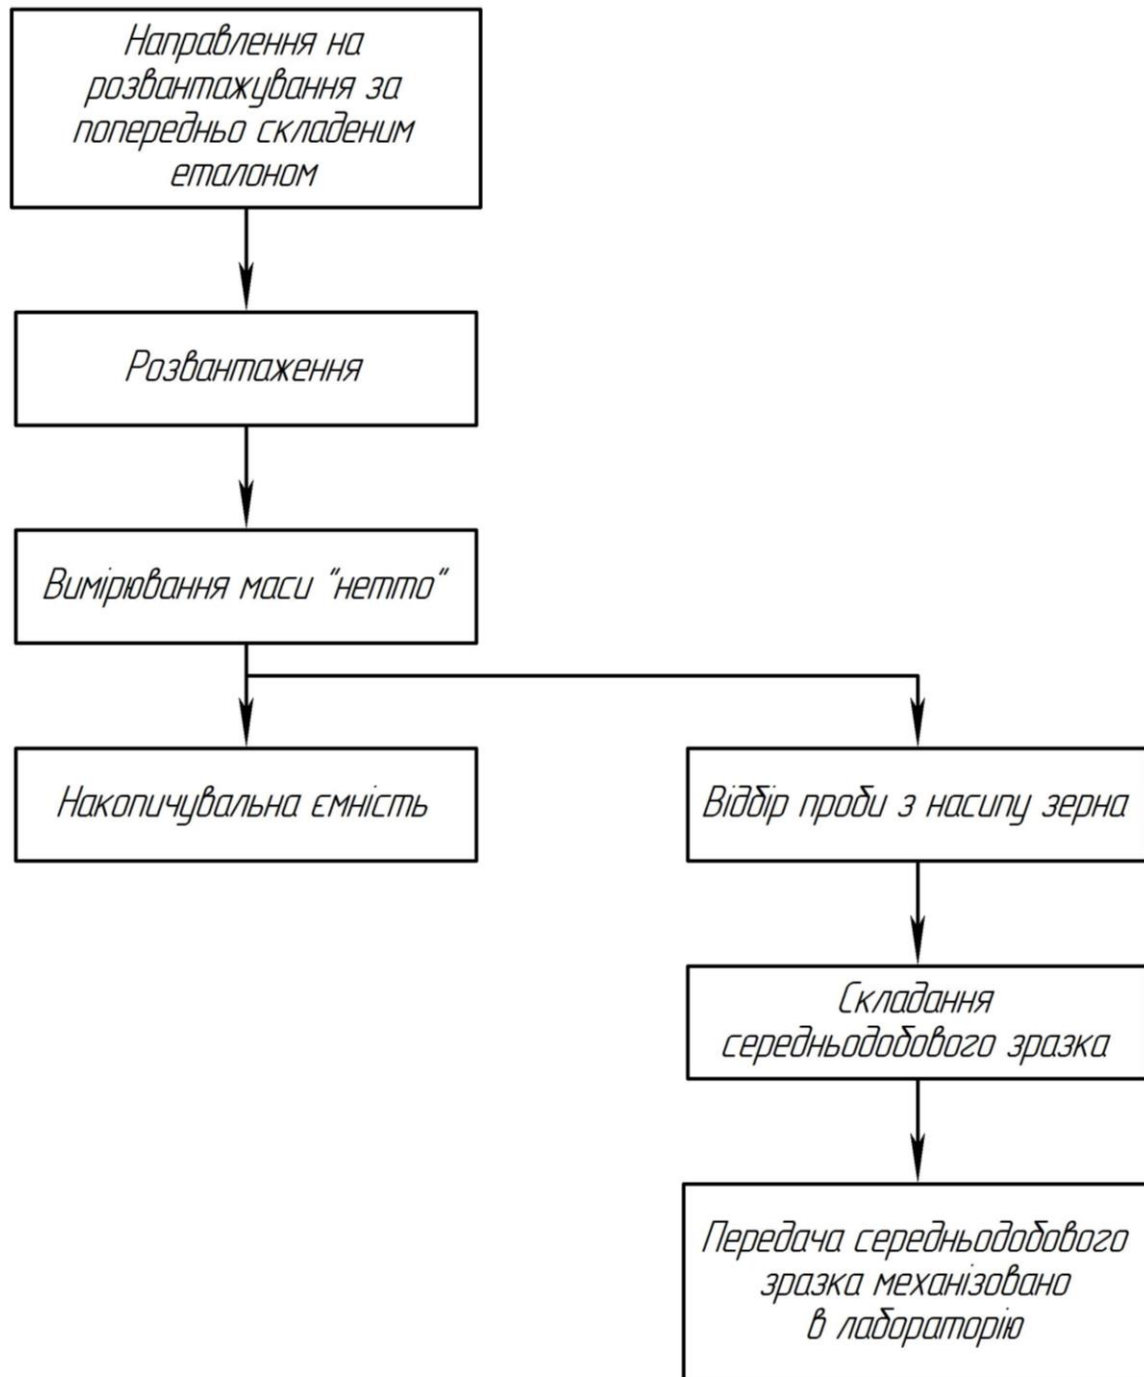 Направлення на
розвантажування за
попередньо складеним
еталоном
Розвантаження
Вимірювання маси "нетто"
Накопичувальна ємність
Відбір проби з насипу зерна
Складання
середньодобового зразка
Передача середньодобового
зразка механізовано
в лабораторію